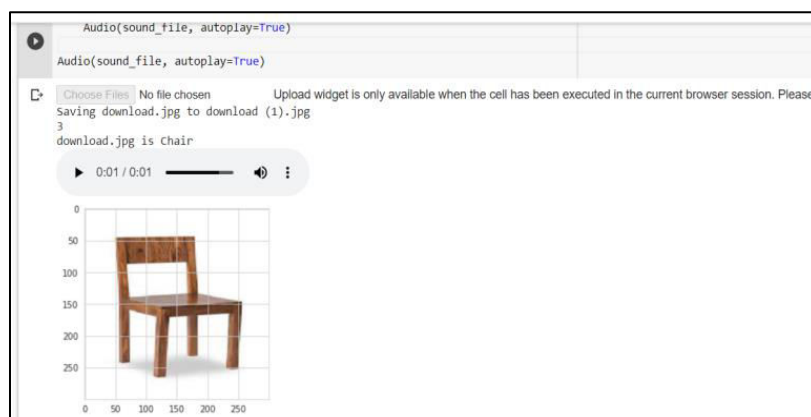 Audio(sound_file, autoplay=True)
Audio(sound_file, autoplay=True)
Choose Files No file chosen Upload widget is only available when the cell has been executed in the current browser session. Please
Saving download.jpg to download (1).jpg
3
download.jpg is Chair
0:01 / 0:01
0
50
100
150
200
250
0 50 100 150 200 250